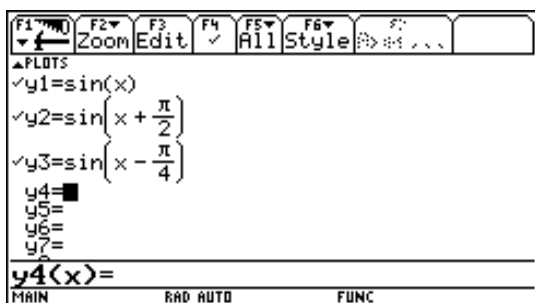 F1 F2 F3 F4 F5 F6
Zoom Edit ✓ All Style
▲PLOTS
✓y1=sin(x)
✓y2=sin(x + π/2)
✓y3=sin(x - π/4)
y4=
y5=
y6=
y7=
y4(x)=
MAIN RAD AUTO FUNC